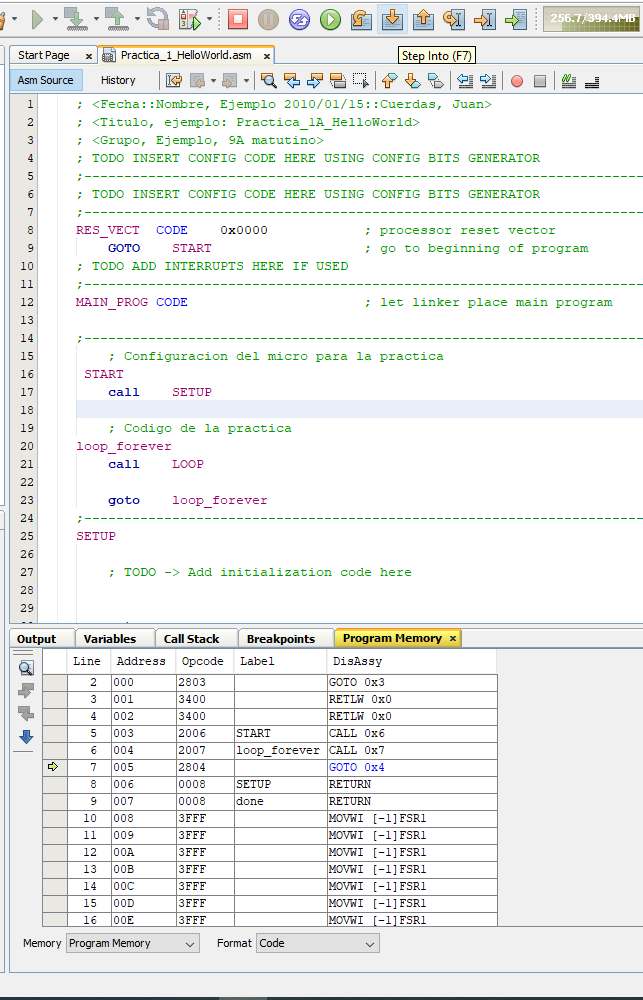 256.7/394.4MB
Start Page
Practica_1_HelloWorld.asm
Step Into (F7)
Asm Source
History
1 ; <Fecha::Nombre, Ejemplo 2010/01/15::Cuerdas, Juan>
2 ; <Titulo, ejemplo: Practica_1A_HelloWorld>
3 ; <Grupo, Ejemplo, 9A matutino>
4 ; TODO INSERT CONFIG CODE HERE USING CONFIG BITS GENERATOR
5 ;-----------------------------------------------------------------------
6 ; TODO INSERT CONFIG CODE HERE USING CONFIG BITS GENERATOR
7 ;-----------------------------------------------------------------------
8 RES_VECT  CODE    0x0000            ; processor reset vector
9     GOTO    START                   ; go to beginning of program
10 ; TODO ADD INTERRUPTS HERE IF USED
11 ;-----------------------------------------------------------------------
12 MAIN_PROG CODE                      ; let linker place main program
13
14 ;-----------------------------------------------------------------------
15     ; Configuracion del micro para la practica
16  START
17     call    SETUP
18
19     ; Codigo de la practica
20 loop_forever
21     call    LOOP
22
23     goto    loop_forever
24 ;-----------------------------------------------------------------------
25 SETUP
26
27     ; TODO -> Add initialization code here
28
29
Output
Variables
Call Stack
Breakpoints
Program Memory
Line Address Opcode Label DisAssy
2 000 2803 GOTO 0x3
3 001 3400 RETLW 0x0
4 002 3400 RETLW 0x0
5 003 2006 START CALL 0x6
6 004 2007 loop_forever CALL 0x7
7 005 2804 GOTO 0x4
8 006 0008 SETUP RETURN
9 007 0008 done RETURN
10 008 3FFF MOVWI [-1]FSR1
11 009 3FFF MOVWI [-1]FSR1
12 00A 3FFF MOVWI [-1]FSR1
13 00B 3FFF MOVWI [-1]FSR1
14 00C 3FFF MOVWI [-1]FSR1
15 00D 3FFF MOVWI [-1]FSR1
16 00E 3FFF MOVWI [-1]FSR1
Memory Program Memory Format Code